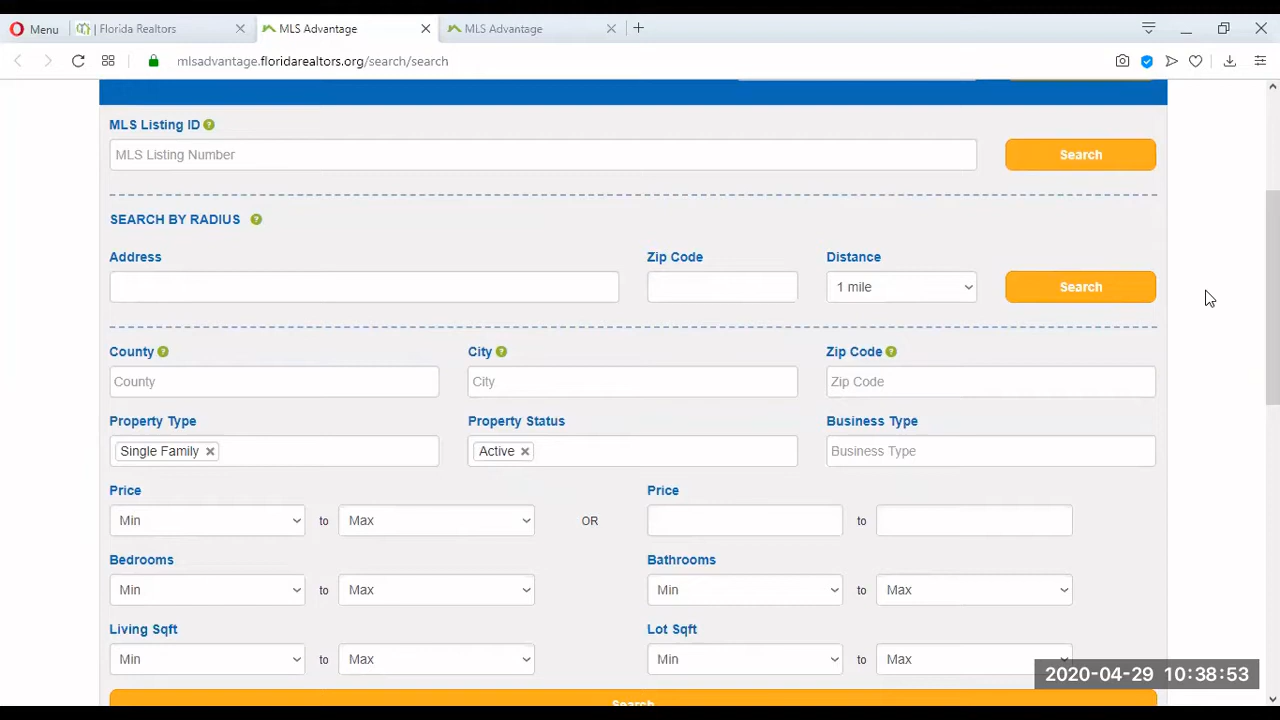 Menu
Florida Realtors
MLS Advantage
MLS Advantage
mlsadvantage.floridarealtors.org/search/search
MLS Listing ID ?
MLS Listing Number
Search
SEARCH BY RADIUS ?
Address Zip Code Distance
1 mile Search
County ? City ? Zip Code ?
County City Zip Code
Property Type Property Status Business Type
Single Family × Active × Business Type
Price Price
Min to Max OR to
Bedrooms Bathrooms
Min to Max Min to Max
Living Sqft Lot Sqft
Min to Max Min to Max
2020-04-29 10:38:53
Search